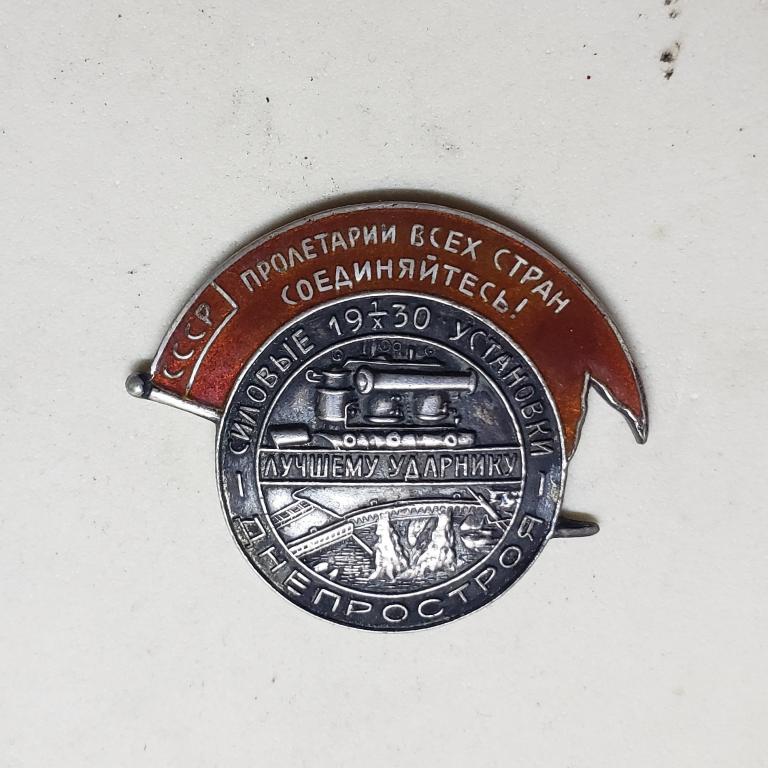 СССР
ПРОЛЕТАРИИ ВСЕХ СТРАН
СОЕДИНЯЙТЕСЬ!
СИЛОВЫЕ 19 1/X 30 УСТАНОВКИ
ЛУЧШЕМУ УДАРНИКУ
ДНЕПРОСТРОЯ